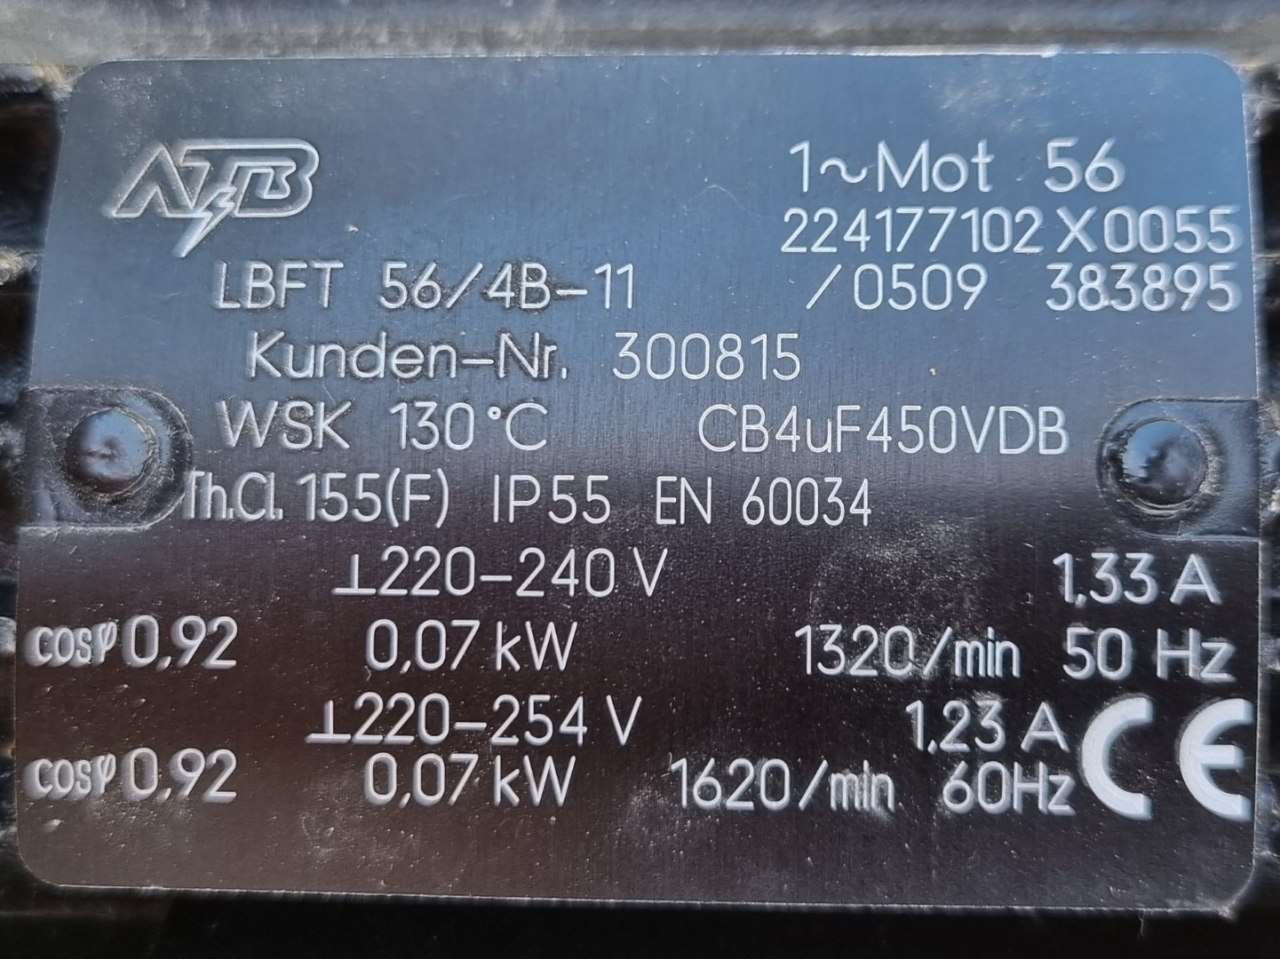 ATB
1~Mot 56
224177102X0055
LBFT 56/4B-11 /0509 383895
Kunden-Nr. 300815
WSK 130°C CB4uF450VDB
Th.Cl. 155(F) IP55 EN 60034
⊥220-240 V 1,33 A
cosφ 0,92 0,07 kW 1320/min 50 Hz
⊥220-254 V 1,23 A
cosφ 0,92 0,07 kW 1620/min 60Hz
CE